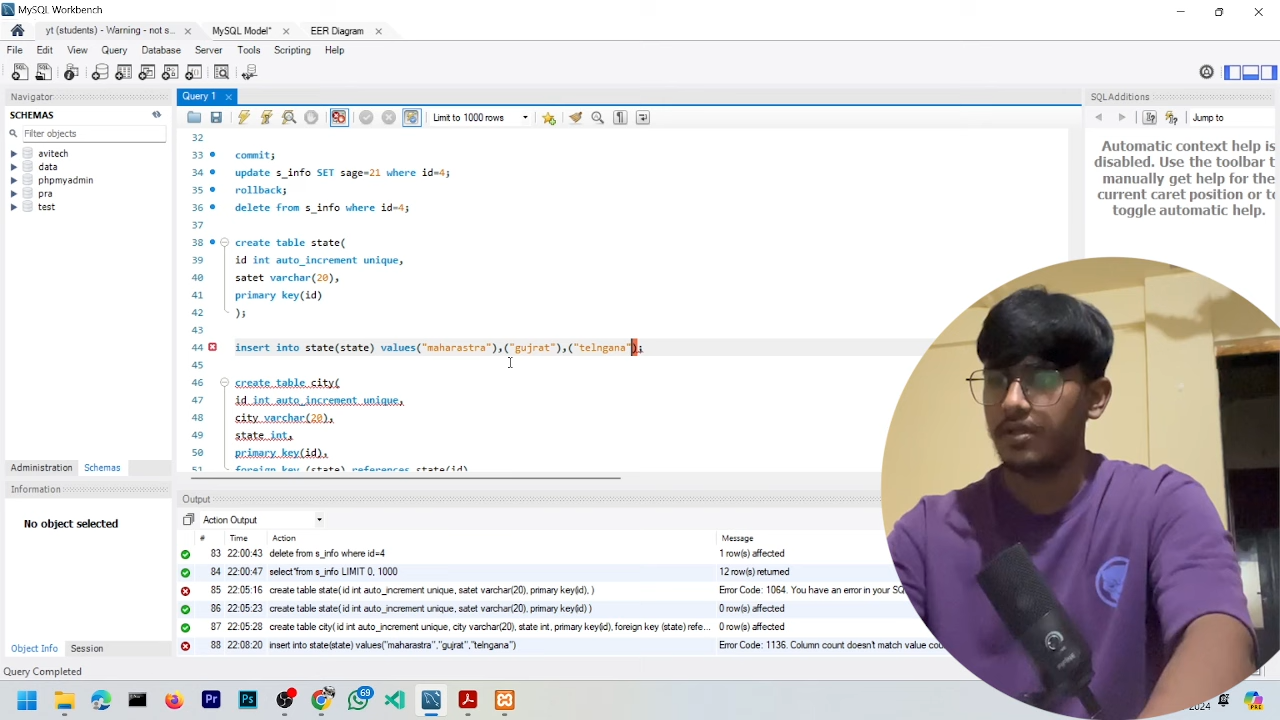 MySQL Workbench
yt (students) - Warning - not s...
MySQL Model*
EER Diagram
File Edit View Query Database Server Tools Scripting Help
Navigator
SCHEMAS
Filter objects
avitech
data
phpmyadmin
pra
test
Administration Schemas
Information
No object selected
Object Info Session
Query 1
Limit to 1000 rows
32
33 commit;
34 update s_info SET sage=21 where id=4;
35 rollback;
36 delete from s_info where id=4;
37
38 create table state(
39 id int auto_increment unique,
40 satet varchar(20),
41 primary key(id)
42 );
43
44 insert into state(state) values("maharastra"),("gujrat"),("telngana");
45
46 create table city(
47 id int auto_increment unique,
48 city varchar(20),
49 state int,
50 primary key(id),
51 foreign key (state) references state(id)
Output
Action Output
# Time Action Message
83 22:00:43 delete from s_info where id=4 1 row(s) affected
84 22:00:47 select*from s_info LIMIT 0, 1000 12 row(s) returned
85 22:05:16 create table state( id int auto_increment unique, satet varchar(20), primary key(id), ) Error Code: 1064. You have an error in your SQ
86 22:05:23 create table state( id int auto_increment unique, satet varchar(20), primary key(id) ) 0 row(s) affected
87 22:05:28 create table city( id int auto_increment unique, city varchar(20), state int, primary key(id), foreign key (state) refe... 0 row(s) affected
88 22:08:20 insert into state(state) values("maharastra","gujrat","telngana") Error Code: 1136. Column count doesn't match value cou
SQLAdditions
Jump to
Automatic context help is
disabled. Use the toolbar t
manually get help for the
current caret position or to
toggle automatic help.
Query Completed
Pr
Ps
69
2024
PRE